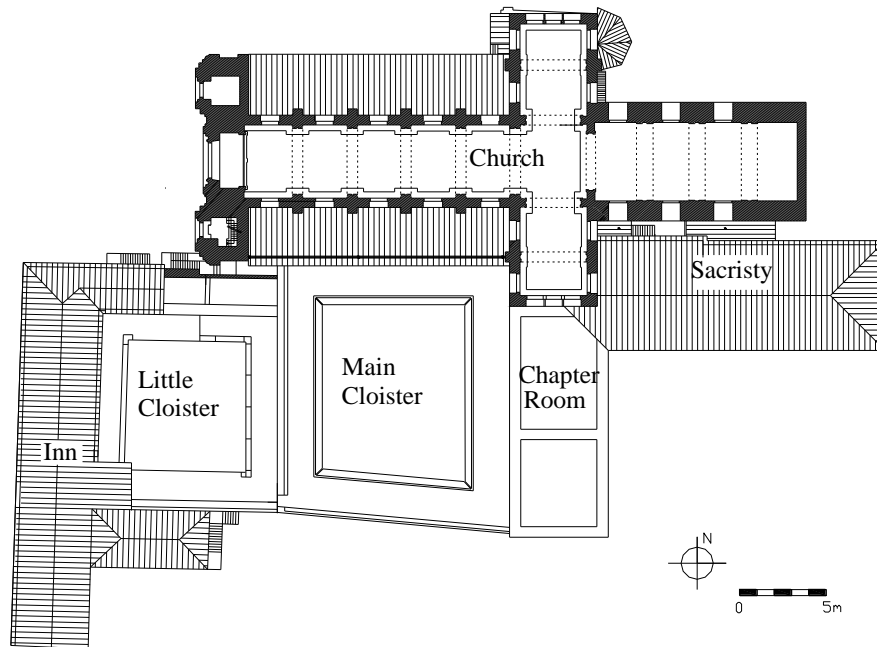 Church
Sacristy
Main
Cloister
Little
Cloister
Chapter
Room
Inn
N
0 5m